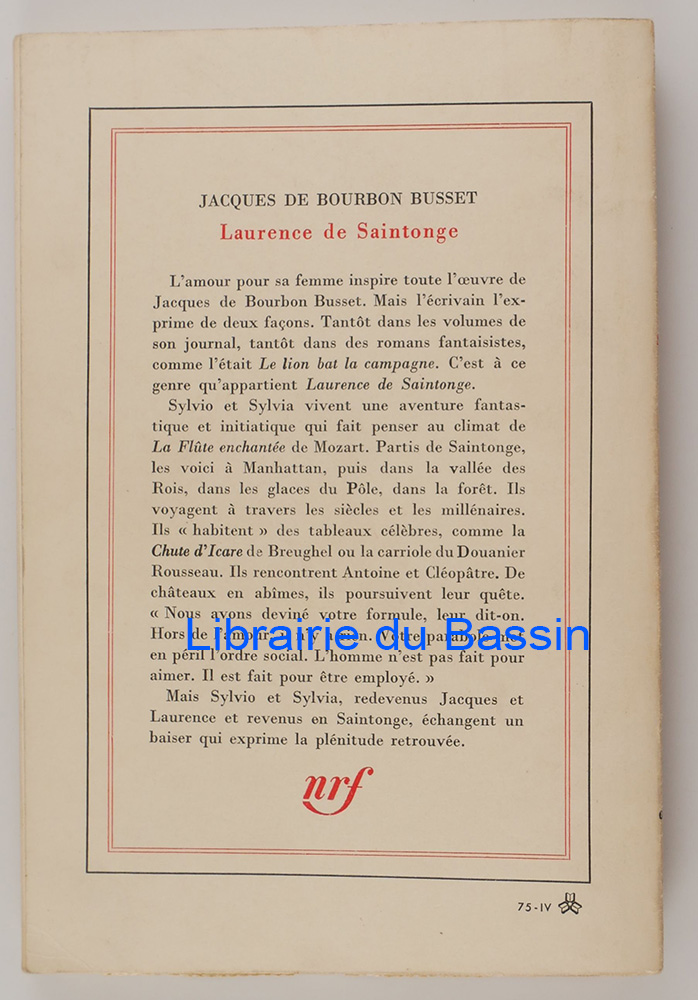 JACQUES DE BOURBON BUSSET
Laurence de Saintonge
L'amour pour sa femme inspire toute l'œuvre de
Jacques de Bourbon Busset. Mais l'écrivain l'ex-
prime de deux façons. Tantôt dans les volumes de
son journal, tantôt dans des romans fantaisistes,
comme l'était Le lion bat la campagne. C'est à ce
genre qu'appartient Laurence de Saintonge.
Sylvio et Sylvia vivent une aventure fantas-
tique et initiatique qui fait penser au climat de
La Flûte enchantée de Mozart. Partis de Saintonge,
les voici à Manhattan, puis dans la vallée des
Rois, dans les glaces du Pôle, dans la forêt. Ils
voyagent à travers les siècles et les millénaires.
Ils « habitent » des tableaux célèbres, comme la
Chute d'Icare de Breughel ou la carriole du Douanier
Rousseau. Ils rencontrent Antoine et Cléopâtre. De
châteaux en abîmes, ils poursuivent leur quête.
« Nous avons deviné votre formule, leur dit-on.
Hors de l'amour, il n'y a rien. Votre parabole met
en péril l'ordre social. L'homme n'est pas fait pour
aimer. Il est fait pour être employé. »
Mais Sylvio et Sylvia, redevenus Jacques et
Laurence et revenus en Saintonge, échangent un
baiser qui exprime la plénitude retrouvée.
nrf
75-IV
Librairie du Bassin